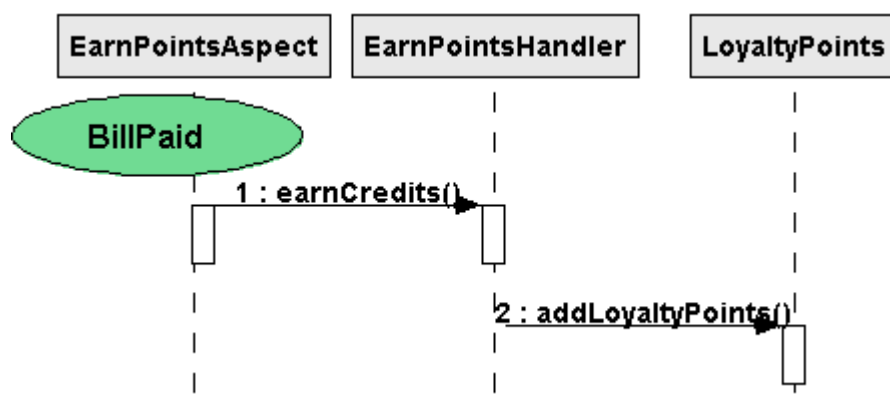 EarnPointsAspect
EarnPointsHandler
LoyaltyPoints
BillPaid
1 : earnCredits()
2 : addLoyaltyPoints()